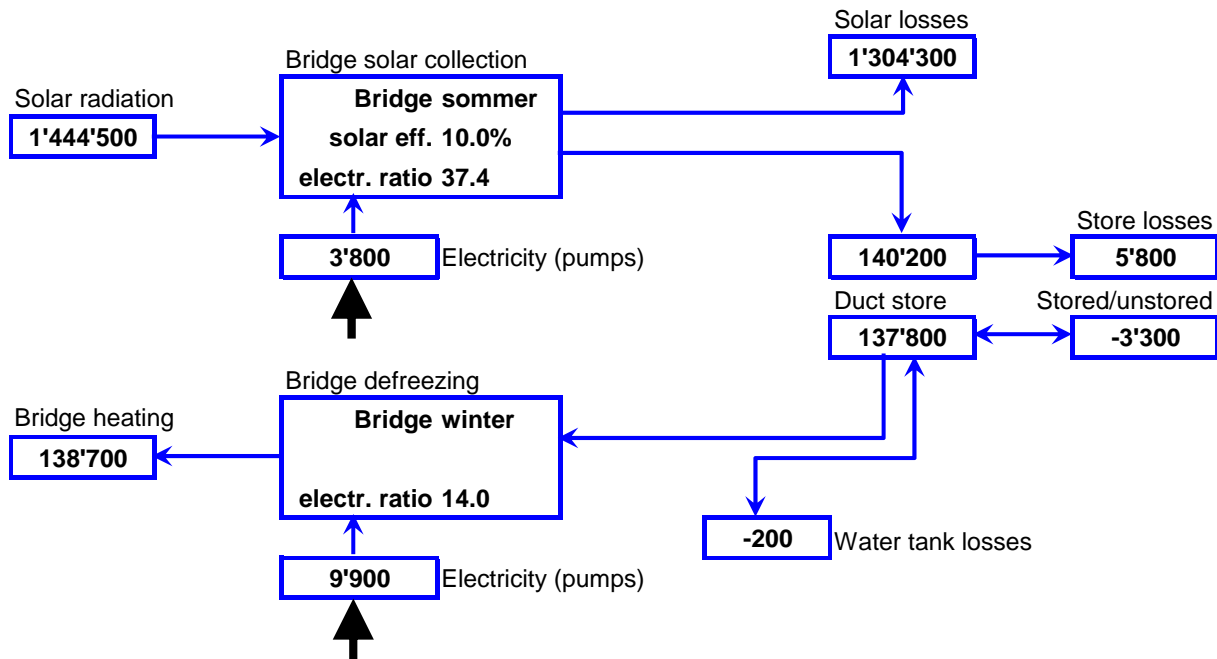 Solar losses
1'304'300
Bridge solar collection
Bridge sommer
solar eff. 10.0%
electr. ratio 37.4
Solar radiation
1'444'500
3'800
Electricity (pumps)
140'200
Store losses
5'800
Duct store
137'800
Stored/unstored
-3'300
Bridge defreezing
Bridge winter
electr. ratio 14.0
Bridge heating
138'700
-200
Water tank losses
9'900
Electricity (pumps)